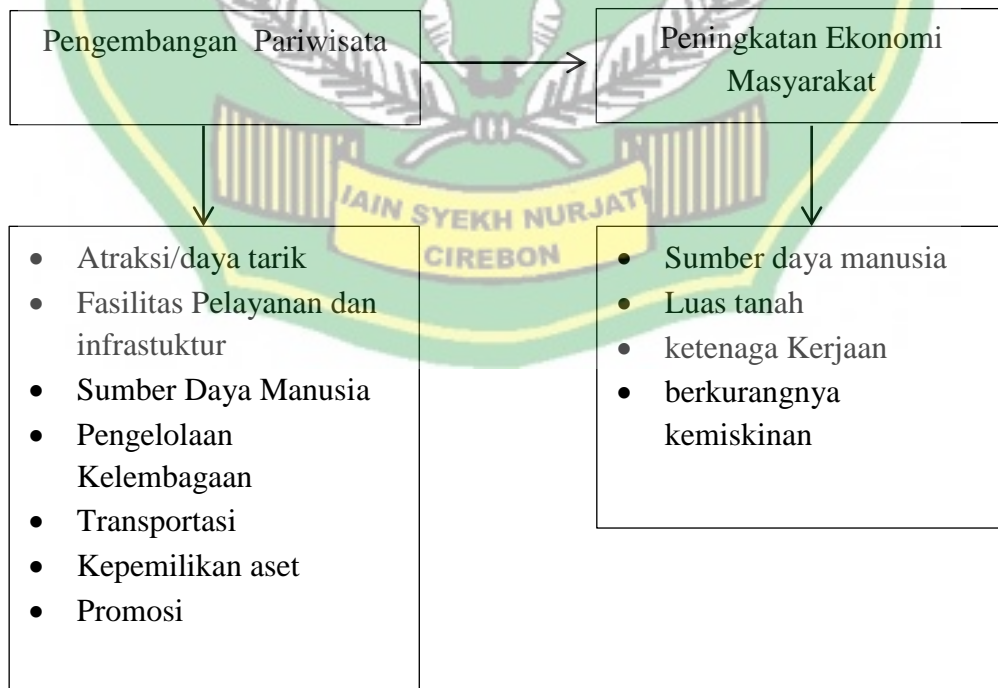 Pengembangan Pariwisata
Peningkatan Ekonomi
Masyarakat
IAIN SYEKH NURJATI
CIREBON
• Atraksi/daya tarik
• Fasilitas Pelayanan dan
infrastuktur
• Sumber Daya Manusia
• Pengelolaan
Kelembagaan
• Transportasi
• Kepemilikan aset
• Promosi
• Sumber daya manusia
• Luas tanah
• ketenaga Kerjaan
• berkurangnya
kemiskinan